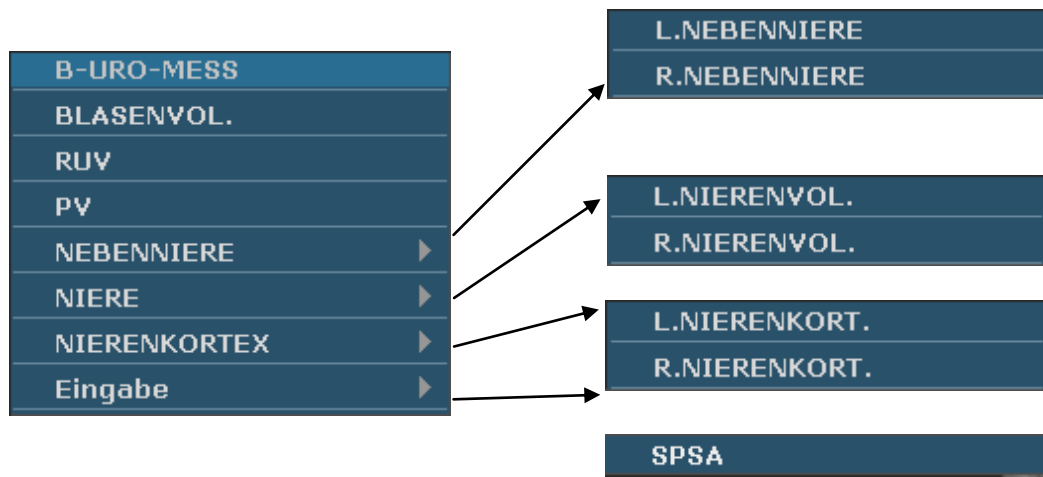 B-URO-MESS
BLASENVOL.
RUV
PV
NEBENNIERE
NIERE
NIERENKORTEX
Eingabe
L.NEBENNIERE
R.NEBENNIERE
L.NIERENVOL.
R.NIERENVOL.
L.NIERENKORT.
R.NIERENKORT.
SPSA